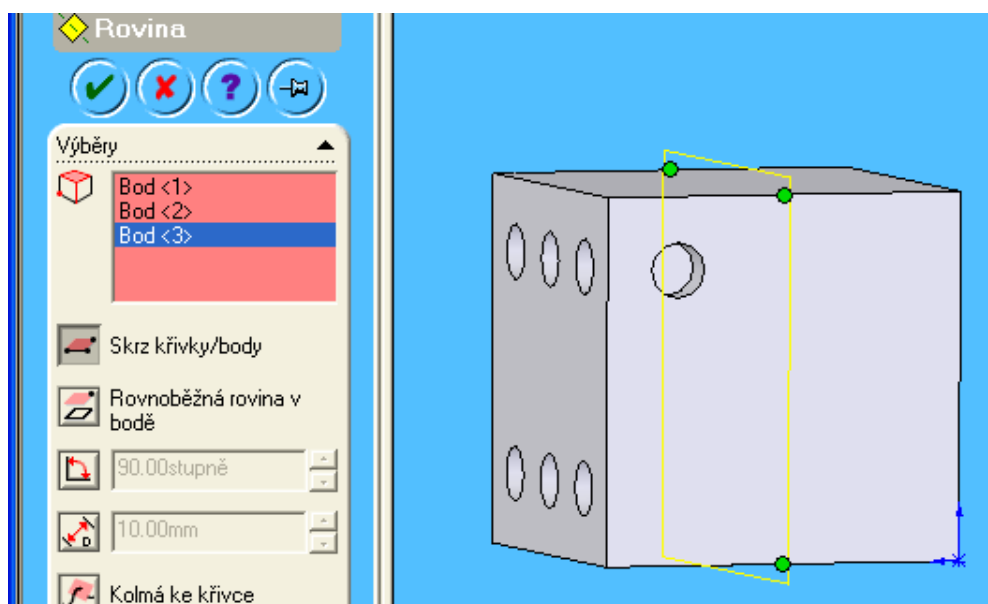 Rovina
Výběry
Bod <1>
Bod <2>
Bod <3>
Skrz křivky/body
Rovnoběžná rovina v
bodě
90.00stupně
10.00mm
Kolmá ke křivce